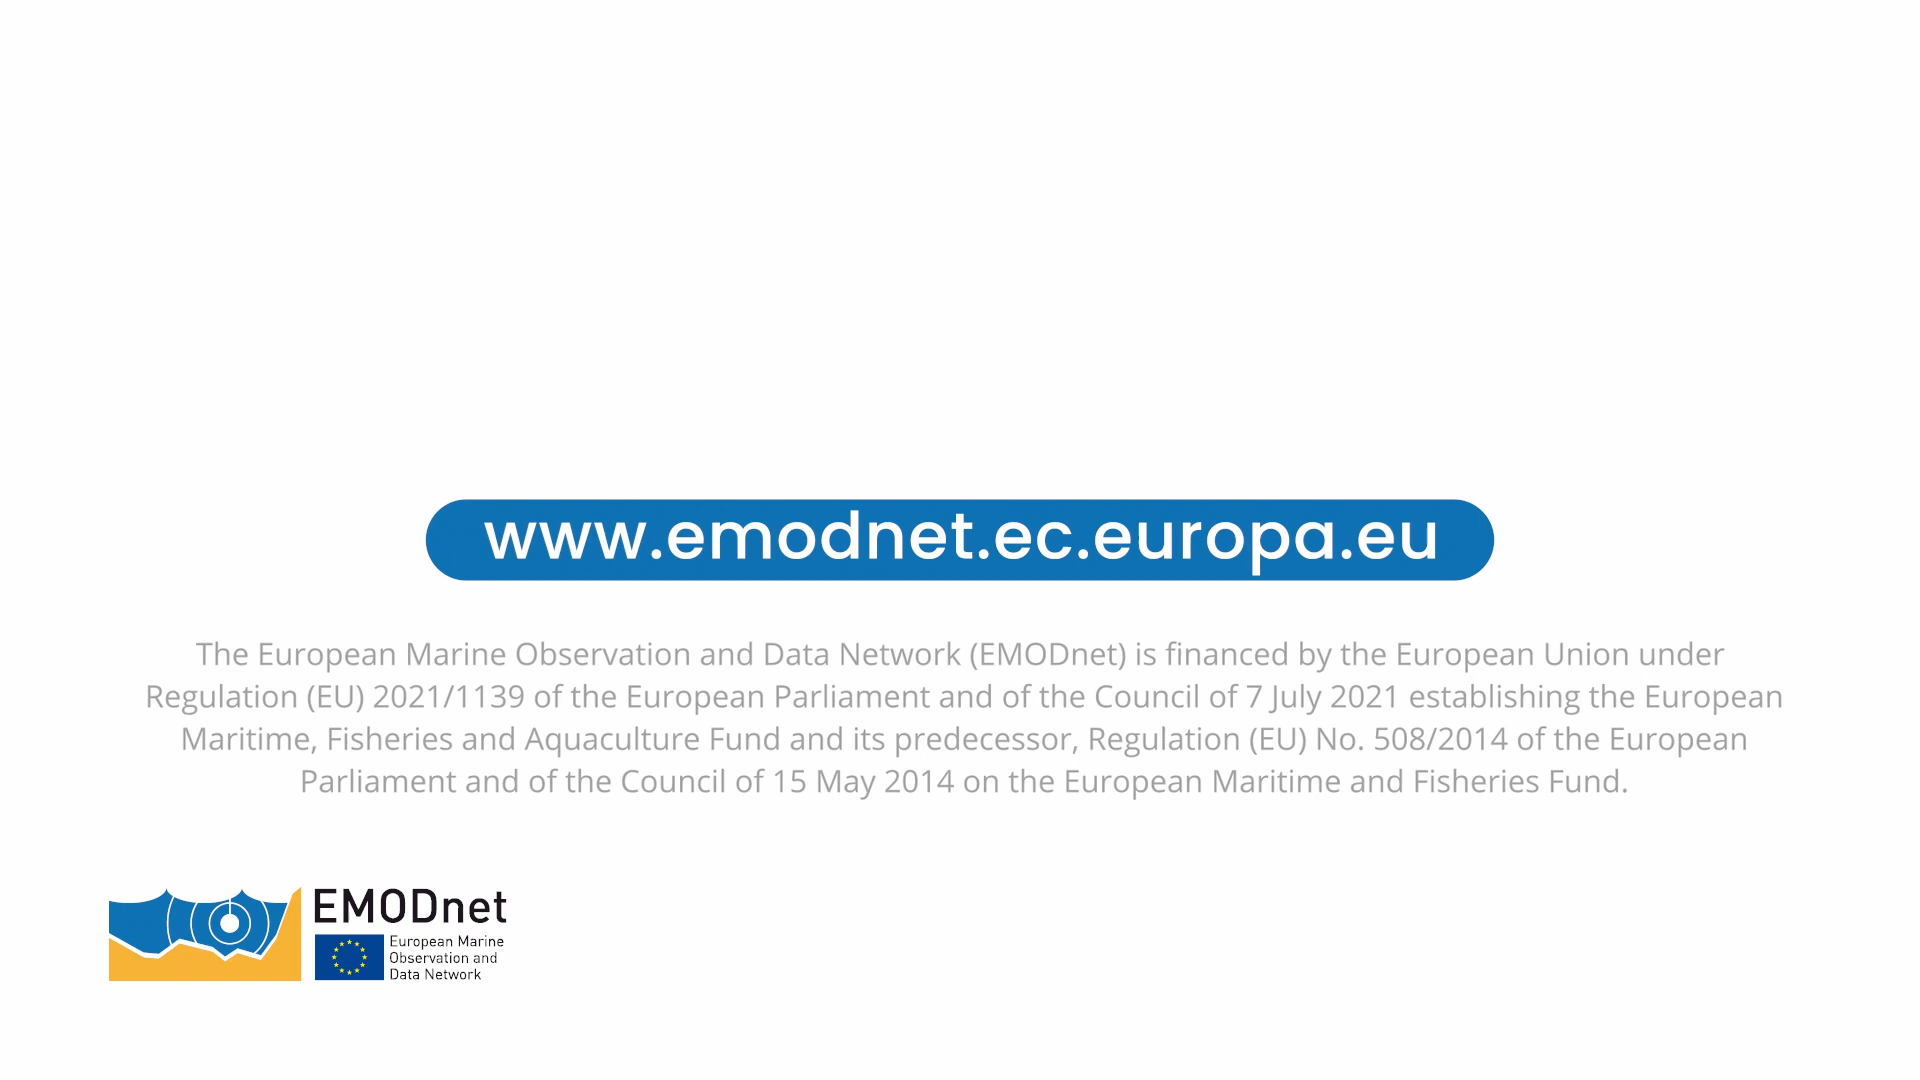 www.emodnet.ec.europa.eu
The European Marine Observation and Data Network (EMODnet) is financed by the European Union under
Regulation (EU) 2021/1139 of the European Parliament and of the Council of 7 July 2021 establishing the European
Maritime, Fisheries and Aquaculture Fund and its predecessor, Regulation (EU) No. 508/2014 of the European
Parliament and of the Council of 15 May 2014 on the European Maritime and Fisheries Fund.
EMODnet
European Marine
Observation and
Data Network